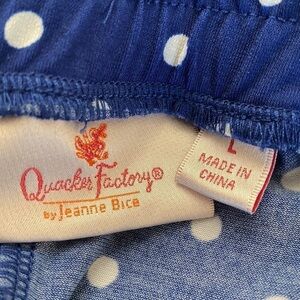 Quacker Factory®
by Jeanne Bice
L
MADE IN
CHINA